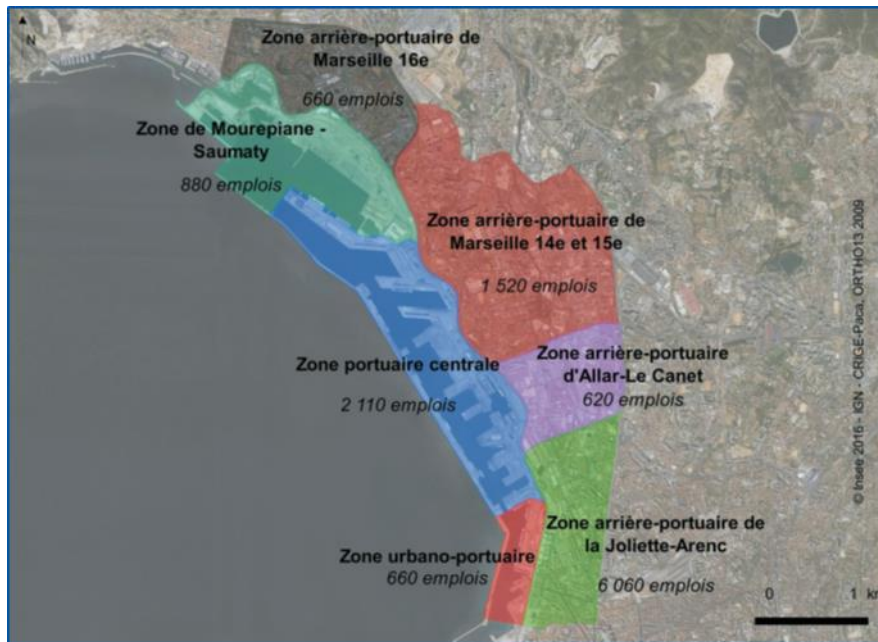 N
Zone arrière-portuaire de
Marseille 16e
660 emplois
Zone de Mourepiane -
Saumaty
880 emplois
Zone arrière-portuaire de
Marseille 14e et 15e
1 520 emplois
Zone portuaire centrale
2 110 emplois
Zone arrière-portuaire
d'Allar-Le Canet
620 emplois
Zone arrière-portuaire de
la Joliette-Arenc
6 060 emplois
Zone urbano-portuaire
660 emplois
0 1 km
© Insee 2016 - IGN - CRIGE-Paca, ORTHO13 2009